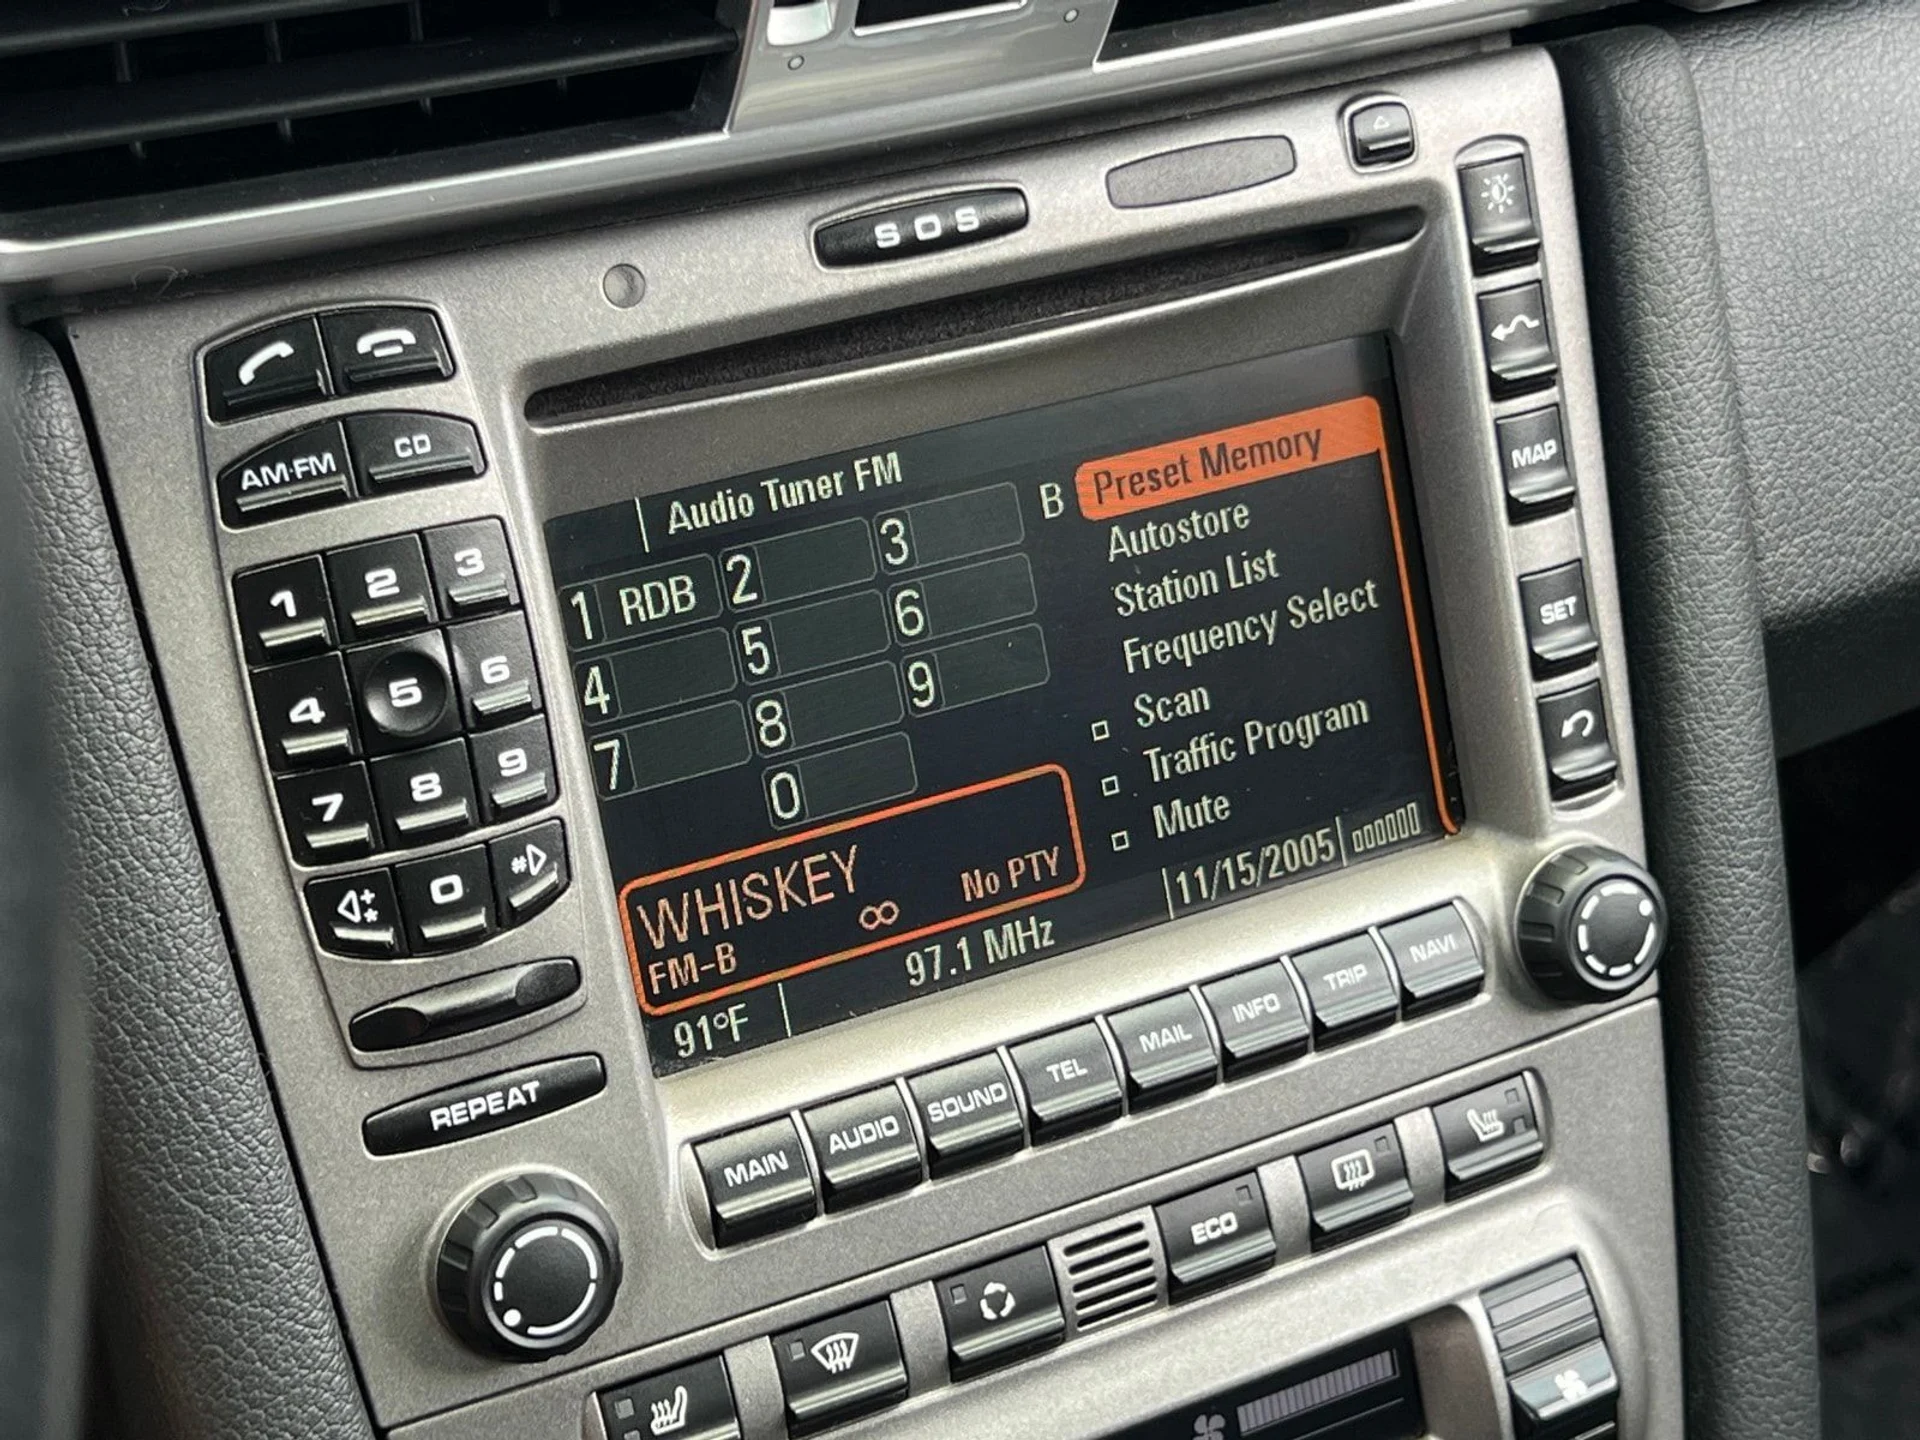 SOS
AM·FM CD
1 2 3
4 5 6
7 8 9
* 0 #
REPEAT
Audio Tuner FM
1 RDB 2 3
4 5 6
7 8 9
0
B Preset Memory
Autostore
Station List
Frequency Select
Scan
Traffic Program
Mute
WHISKEY
FM-B ∞ No PTY
91°F 97.1 MHz 11/15/2005
MAP
SET
MAIN AUDIO SOUND TEL MAIL INFO TRIP NAVI
ECO